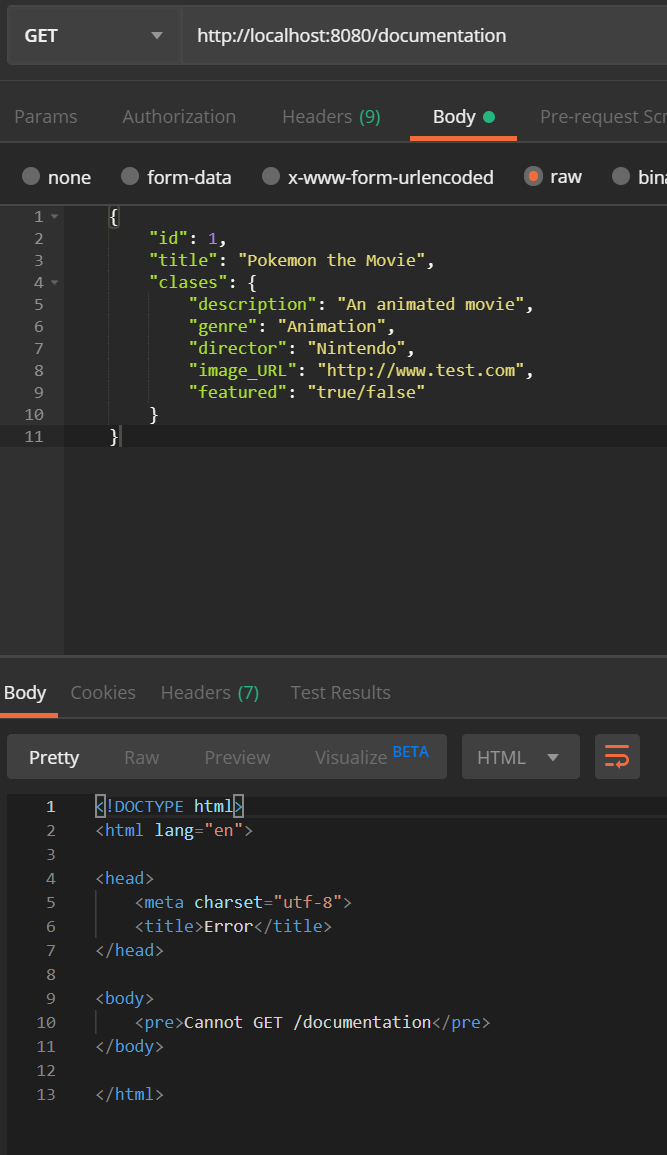 GET http://localhost:8080/documentation
Params Authorization Headers (9) Body Pre-request Scr
none form-data x-www-form-urlencoded raw bina
1 {
2 "id": 1,
3 "title": "Pokemon the Movie",
4 "clases": {
5 "description": "An animated movie",
6 "genre": "Animation",
7 "director": "Nintendo",
8 "image_URL": "http://www.test.com",
9 "featured": "true/false"
10 }
11 }
Body Cookies Headers (7) Test Results
Pretty Raw Preview Visualize BETA HTML
1 <!DOCTYPE html>
2 <html lang="en">
3
4 <head>
5 <meta charset="utf-8">
6 <title>Error</title>
7 </head>
8
9 <body>
10 <pre>Cannot GET /documentation</pre>
11 </body>
12
13 </html>